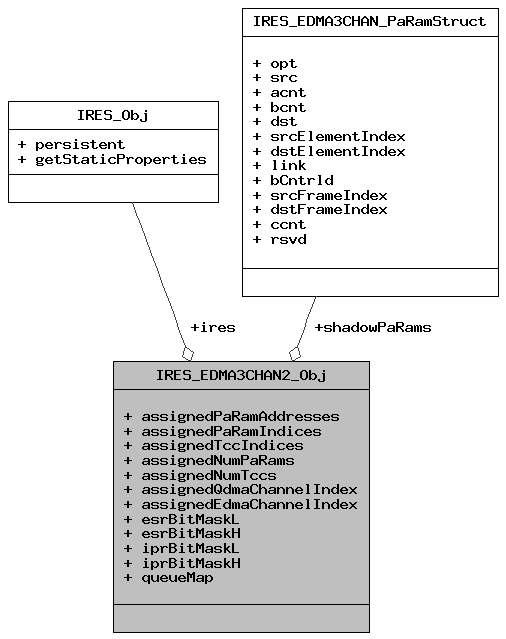 IRES_EDMA3CHAN_PaRamStruct
+ opt
+ src
+ acnt
+ bcnt
+ dst
+ srcElementIndex
+ dstElementIndex
+ link
+ bCntrld
+ srcFrameIndex
+ dstFrameIndex
+ ccnt
+ rsvd
IRES_Obj
+ persistent
+ getStaticProperties
+ires
+shadowPaRams
IRES_EDMA3CHAN2_Obj
+ assignedPaRamAddresses
+ assignedPaRamIndices
+ assignedTccIndices
+ assignedNumPaRams
+ assignedNumTccs
+ assignedQdmaChannelIndex
+ assignedEdmaChannelIndex
+ esrBitMaskL
+ esrBitMaskH
+ iprBitMaskL
+ iprBitMaskH
+ queueMap